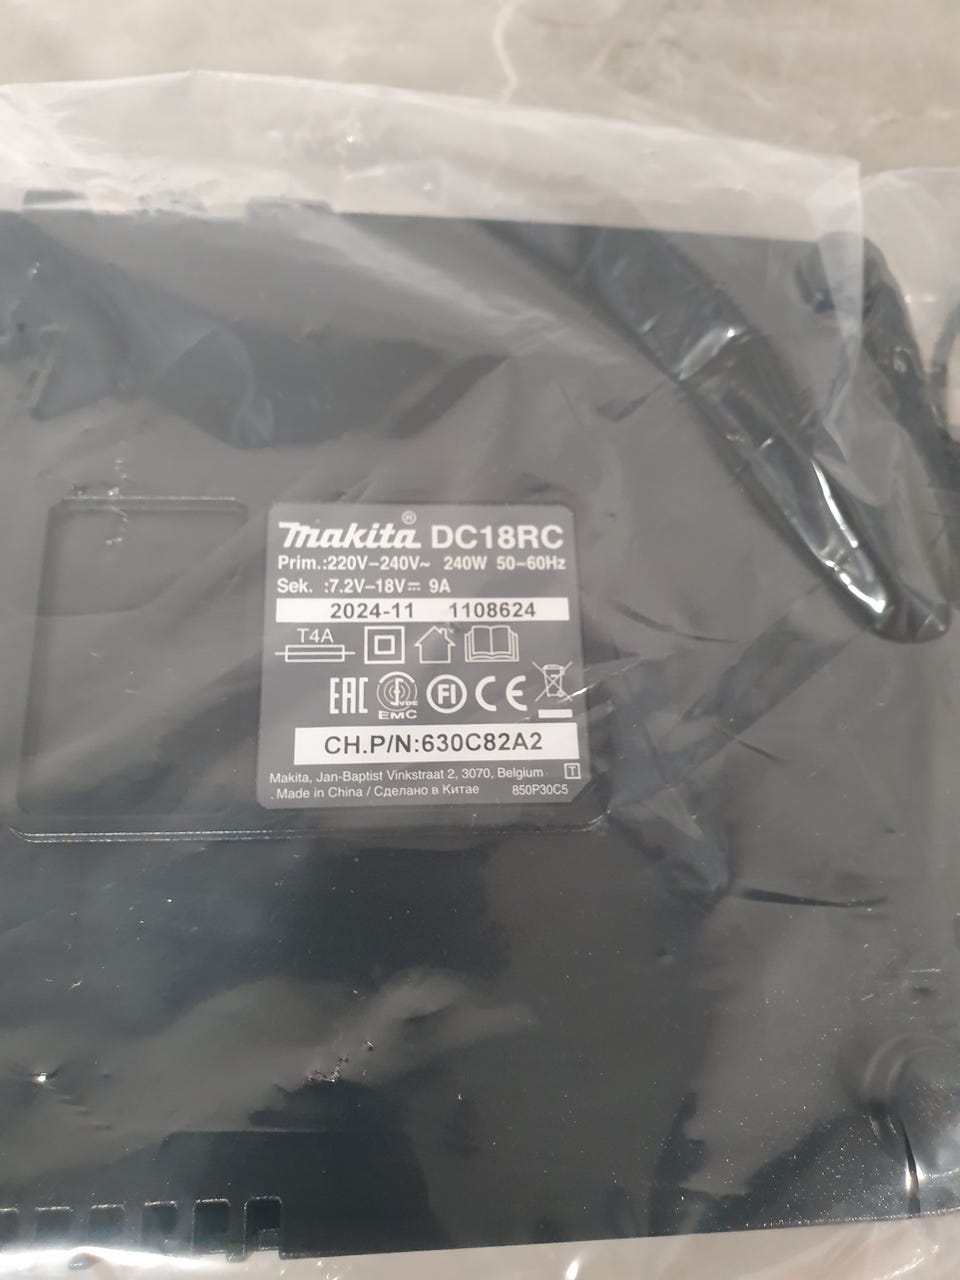 makita® DC18RC
Prim.:220V–240V~ 240W 50–60Hz
Sek. :7.2V–18V⎓ 9A
2024-11 1108624
T4A
EAC VDE FI CE
EMC
CH.P/N:630C82A2
Makita, Jan-Baptist Vinkstraat 2, 3070, Belgium T
Made in China / Сделано в Китае 850P30C5